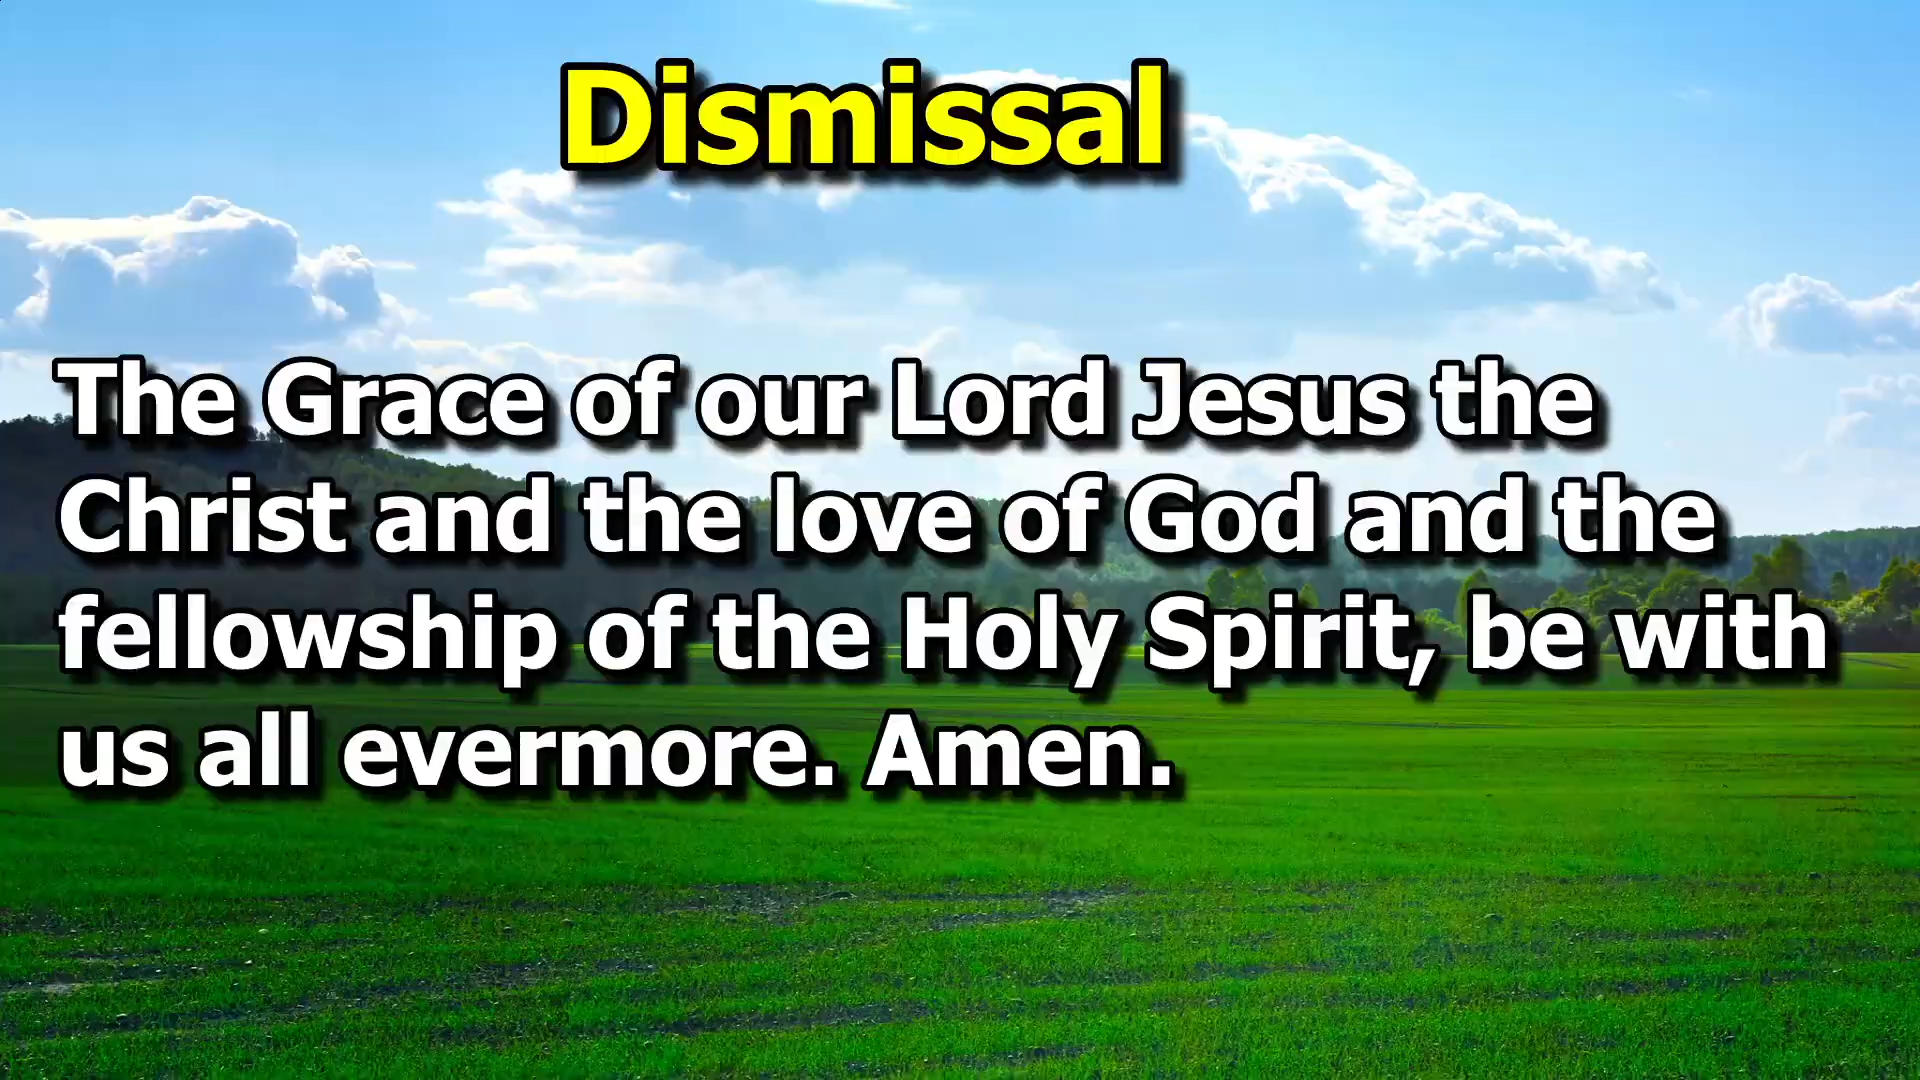 Dismissal
The Grace of our Lord Jesus the
Christ and the love of God and the
fellowship of the Holy Spirit, be with
us all evermore. Amen.